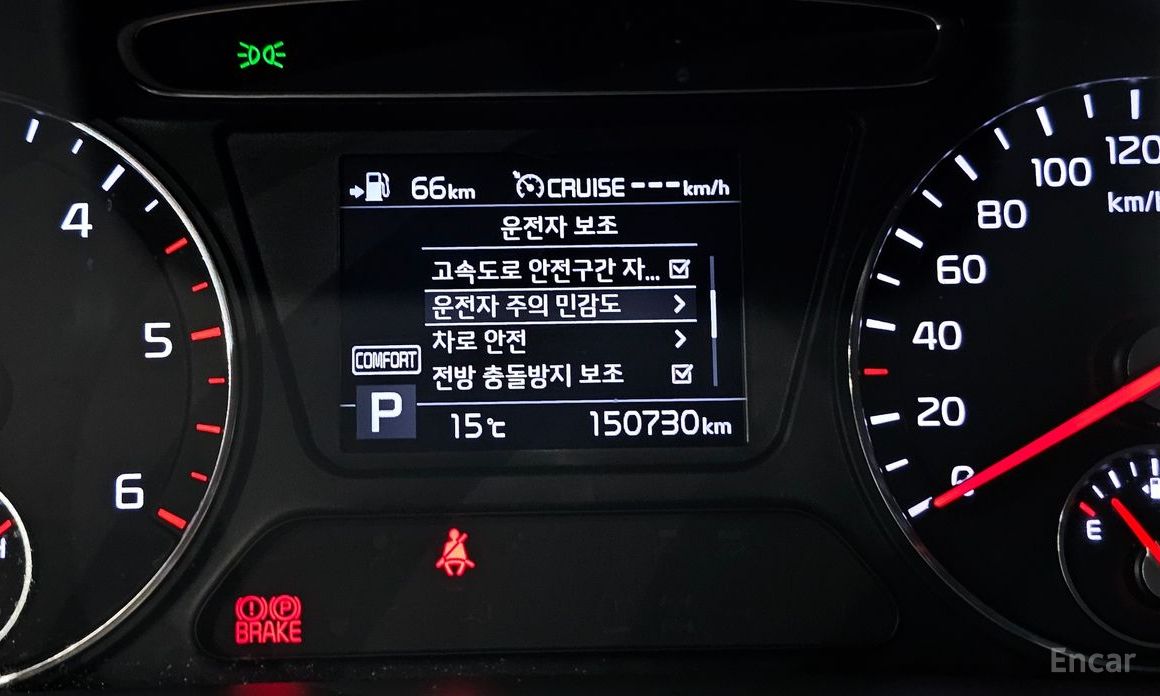 66km CRUISE---km/h
운전자 보조
고속도로 안전구간 자...
운전자 주의 민감도
차로 안전
전방 충돌방지 보조
COMFORT
P
15℃ 150730km
4
5
6
H
120
100
km/h
80
60
40
20
0
E
P
BRAKE
Encar